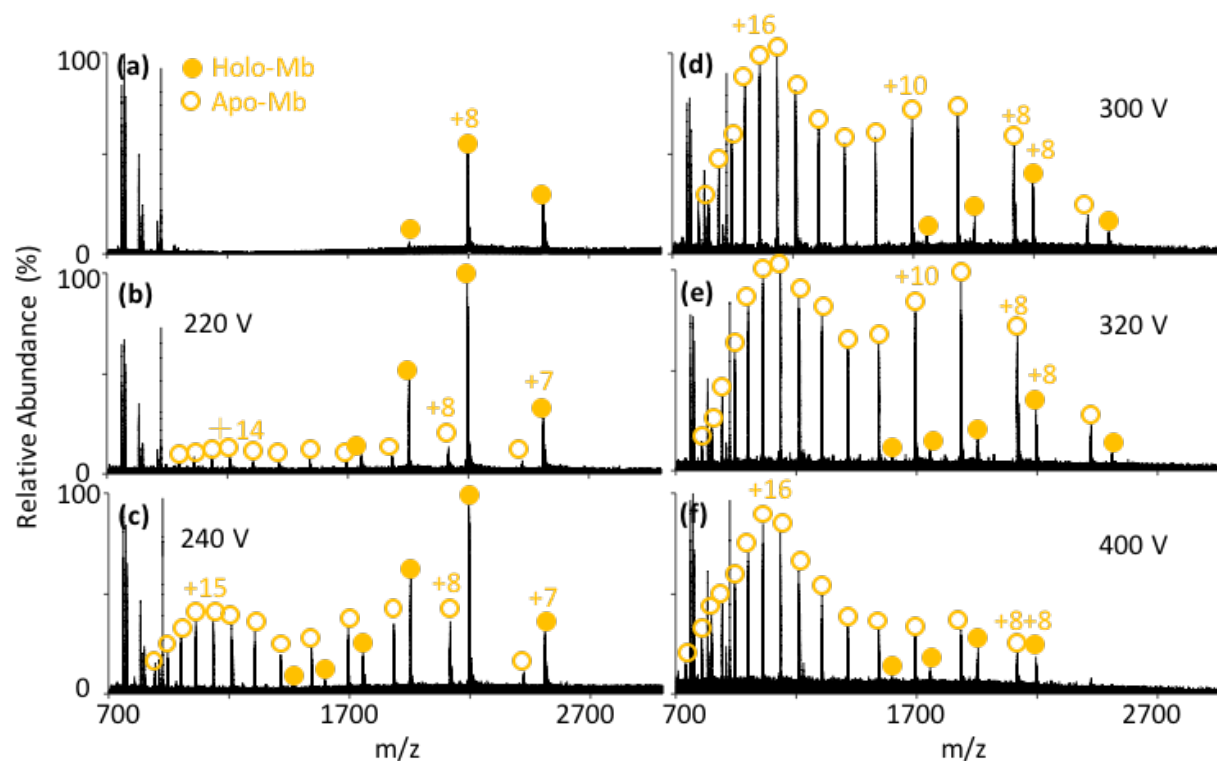 Relative Abundance (%)
(a)
100
0
Holo-Mb
Apo-Mb
+8
(b)
100
0
220 V
+14
+8
+7
(c)
100
0
240 V
+15
+8
+7
700
1700
2700
m/z
(d)
300 V
+16
+10
+8
+8
(e)
320 V
+10
+8
+8
(f)
400 V
+16
+8+8
700
1700
2700
m/z